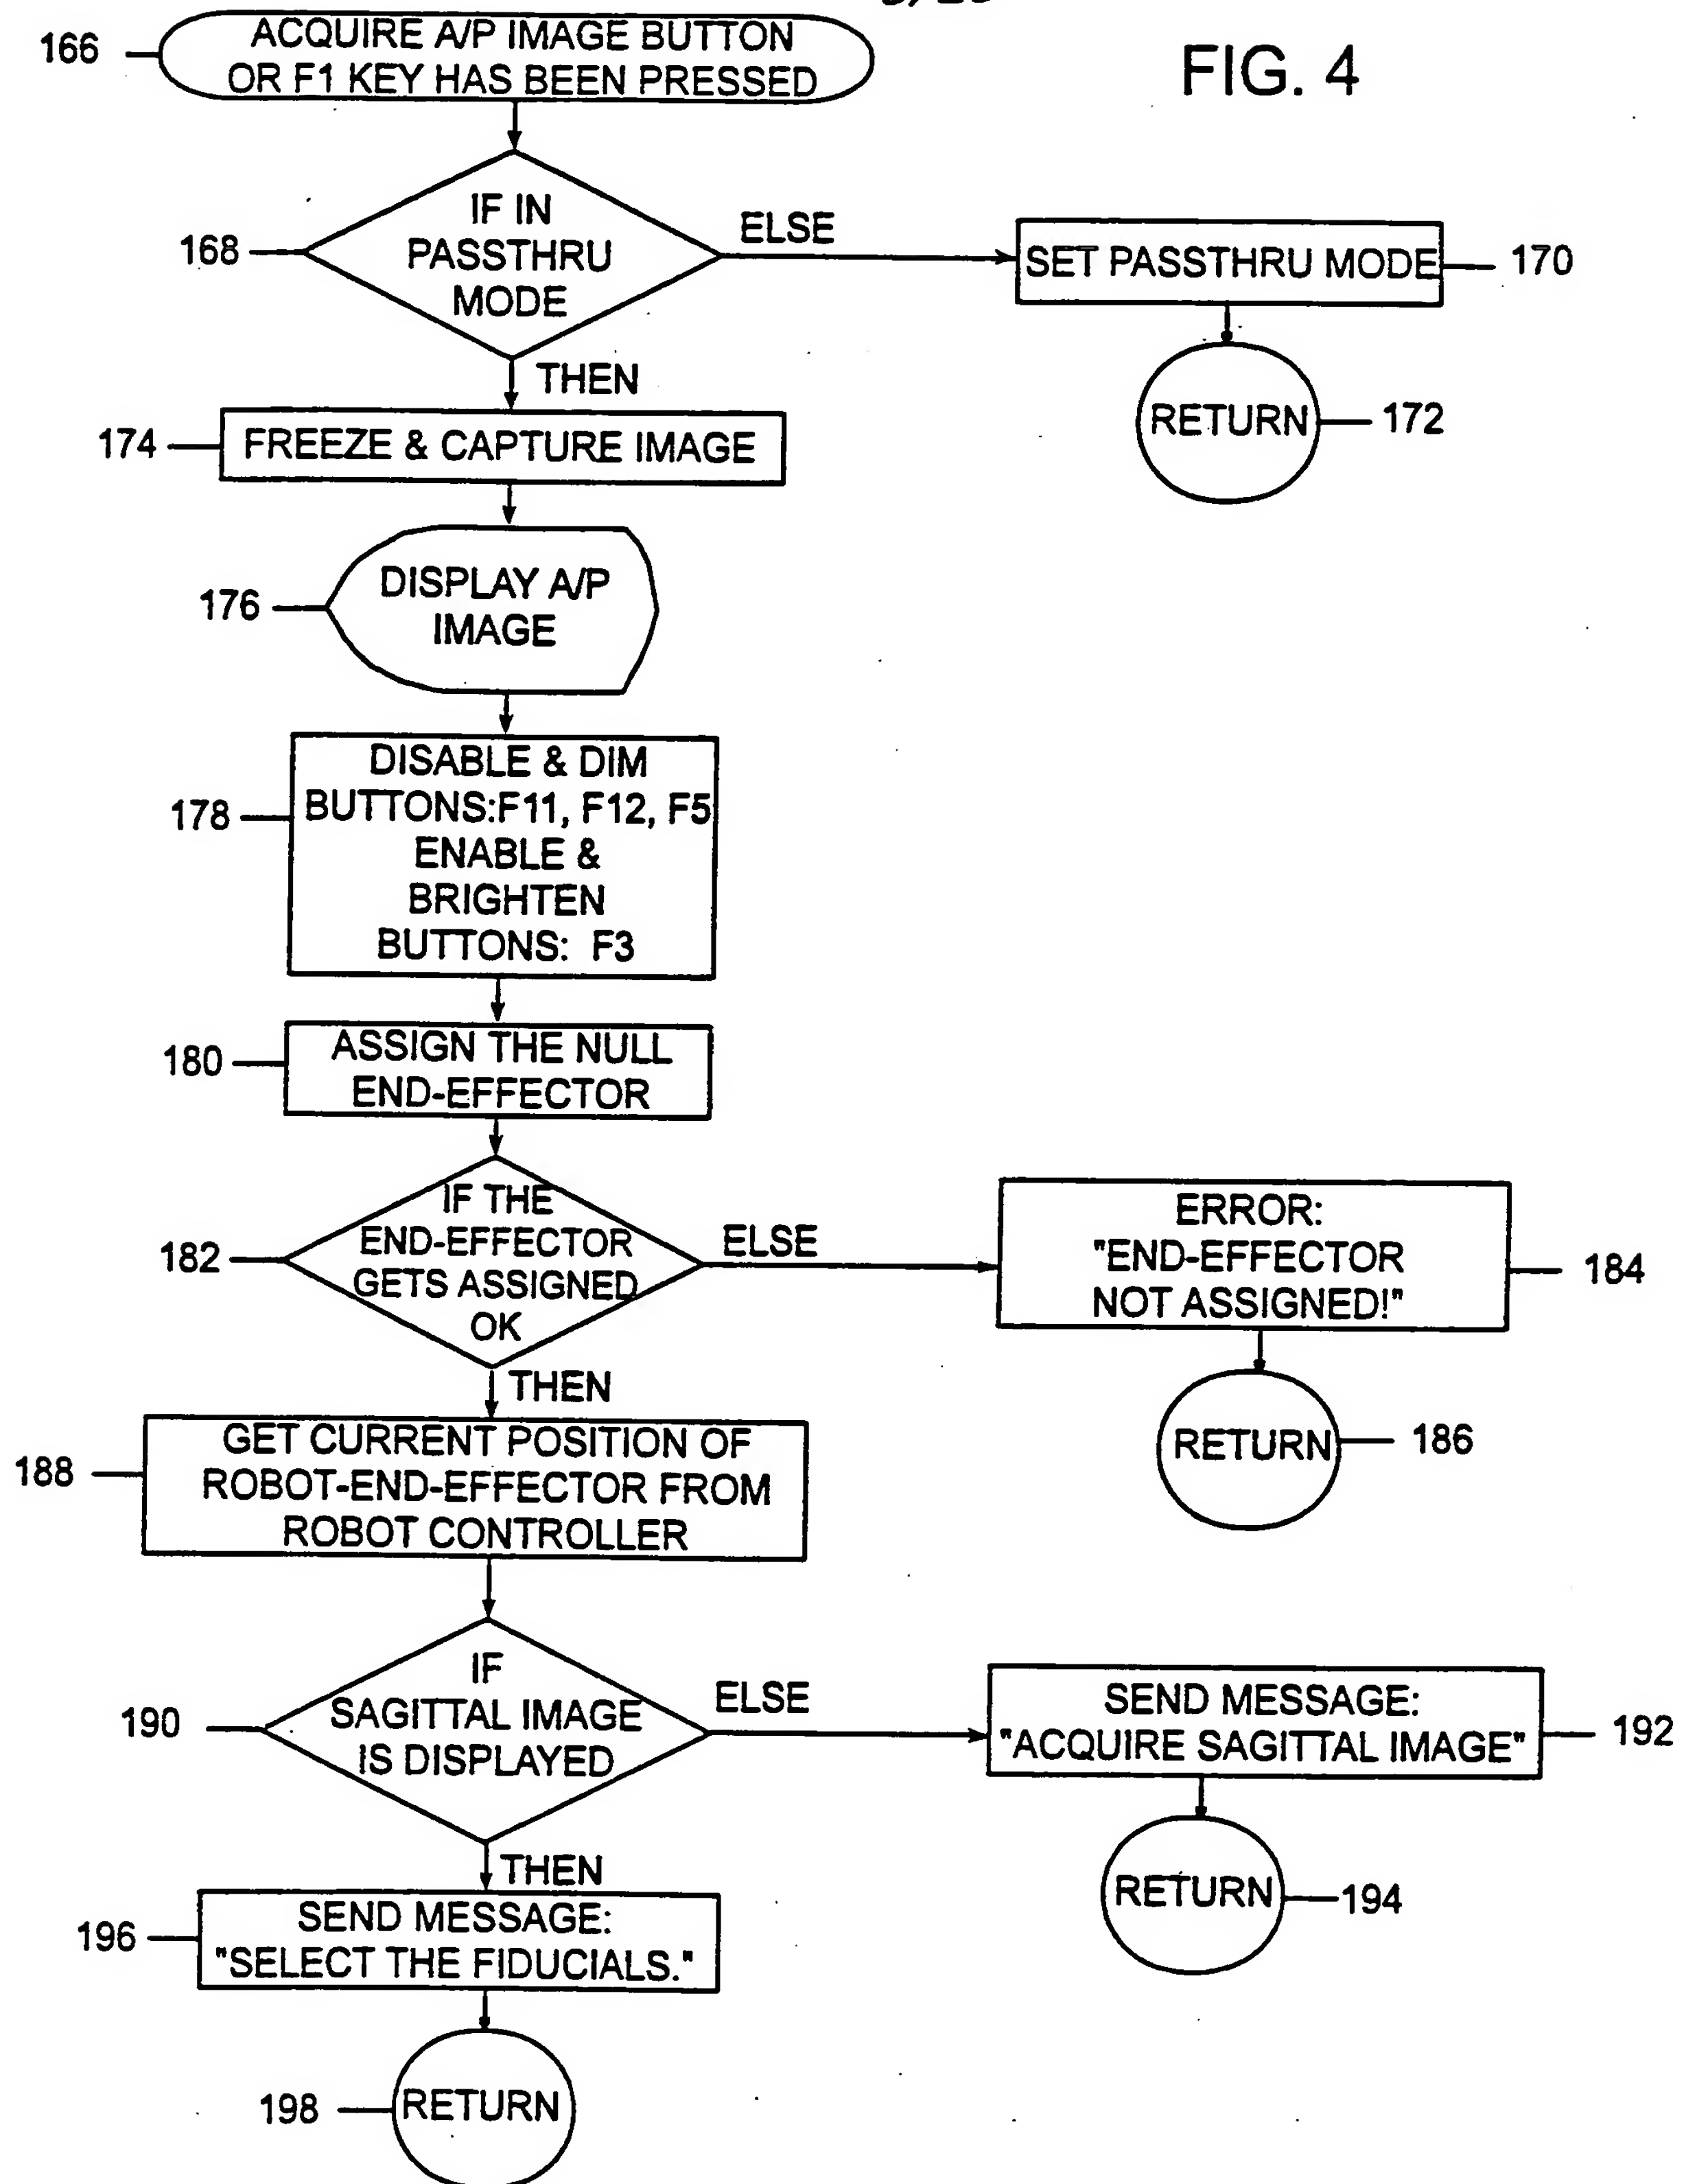 166
ACQUIRE A/P IMAGE BUTTON
OR F1 KEY HAS BEEN PRESSED
FIG. 4
168
IF IN
PASSTHRU
MODE
ELSE
SET PASSTHRU MODE
170
THEN
RETURN
172
174
FREEZE & CAPTURE IMAGE
176
DISPLAY A/P
IMAGE
178
DISABLE & DIM
BUTTONS:F11, F12, F5
ENABLE &
BRIGHTEN
BUTTONS: F3
180
ASSIGN THE NULL
END-EFFECTOR
182
IF THE
END-EFFECTOR
GETS ASSIGNED
OK
ELSE
ERROR:
"END-EFFECTOR
NOT ASSIGNED!"
184
THEN
RETURN
186
188
GET CURRENT POSITION OF
ROBOT-END-EFFECTOR FROM
ROBOT CONTROLLER
190
IF
SAGITTAL IMAGE
IS DISPLAYED
ELSE
SEND MESSAGE:
"ACQUIRE SAGITTAL IMAGE"
192
THEN
RETURN
194
196
SEND MESSAGE:
"SELECT THE FIDUCIALS."
198
RETURN